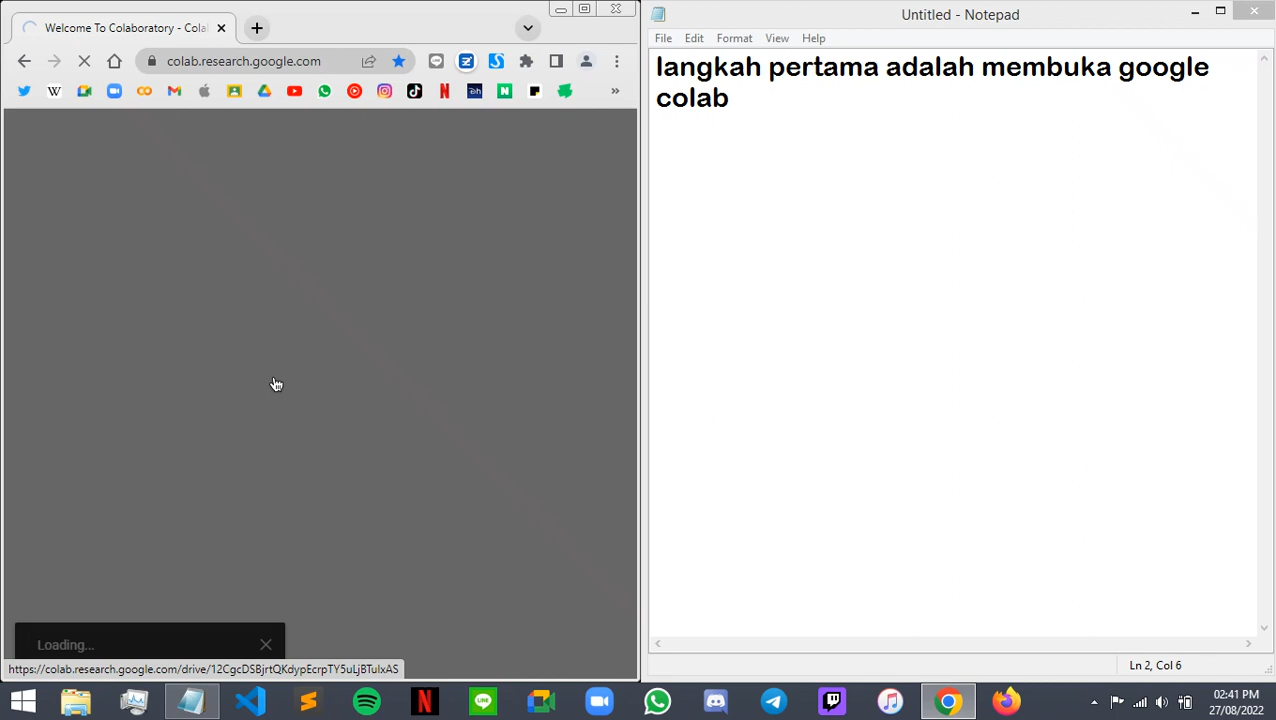 Welcome To Colaboratory - Cola
colab.research.google.com
Loading...
https://colab.research.google.com/drive/12CgcDSBjrtQKdypEcrpTY5uLjBTulxAS
Untitled - Notepad
File Edit Format View Help
langkah pertama adalah membuka google
colab
Ln 2, Col 6
02:41 PM
27/08/2022